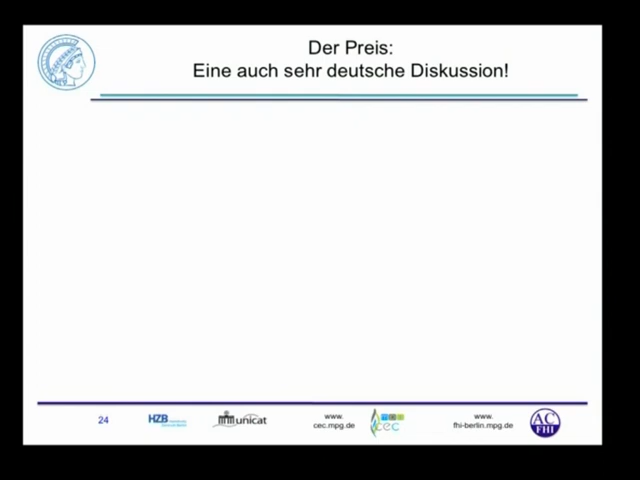 Der Preis:
Eine auch sehr deutsche Diskussion!
24
HZB
unicat
www.
cec.mpg.de
cec
www.
fhi-berlin.mpg.de
AC
FHI